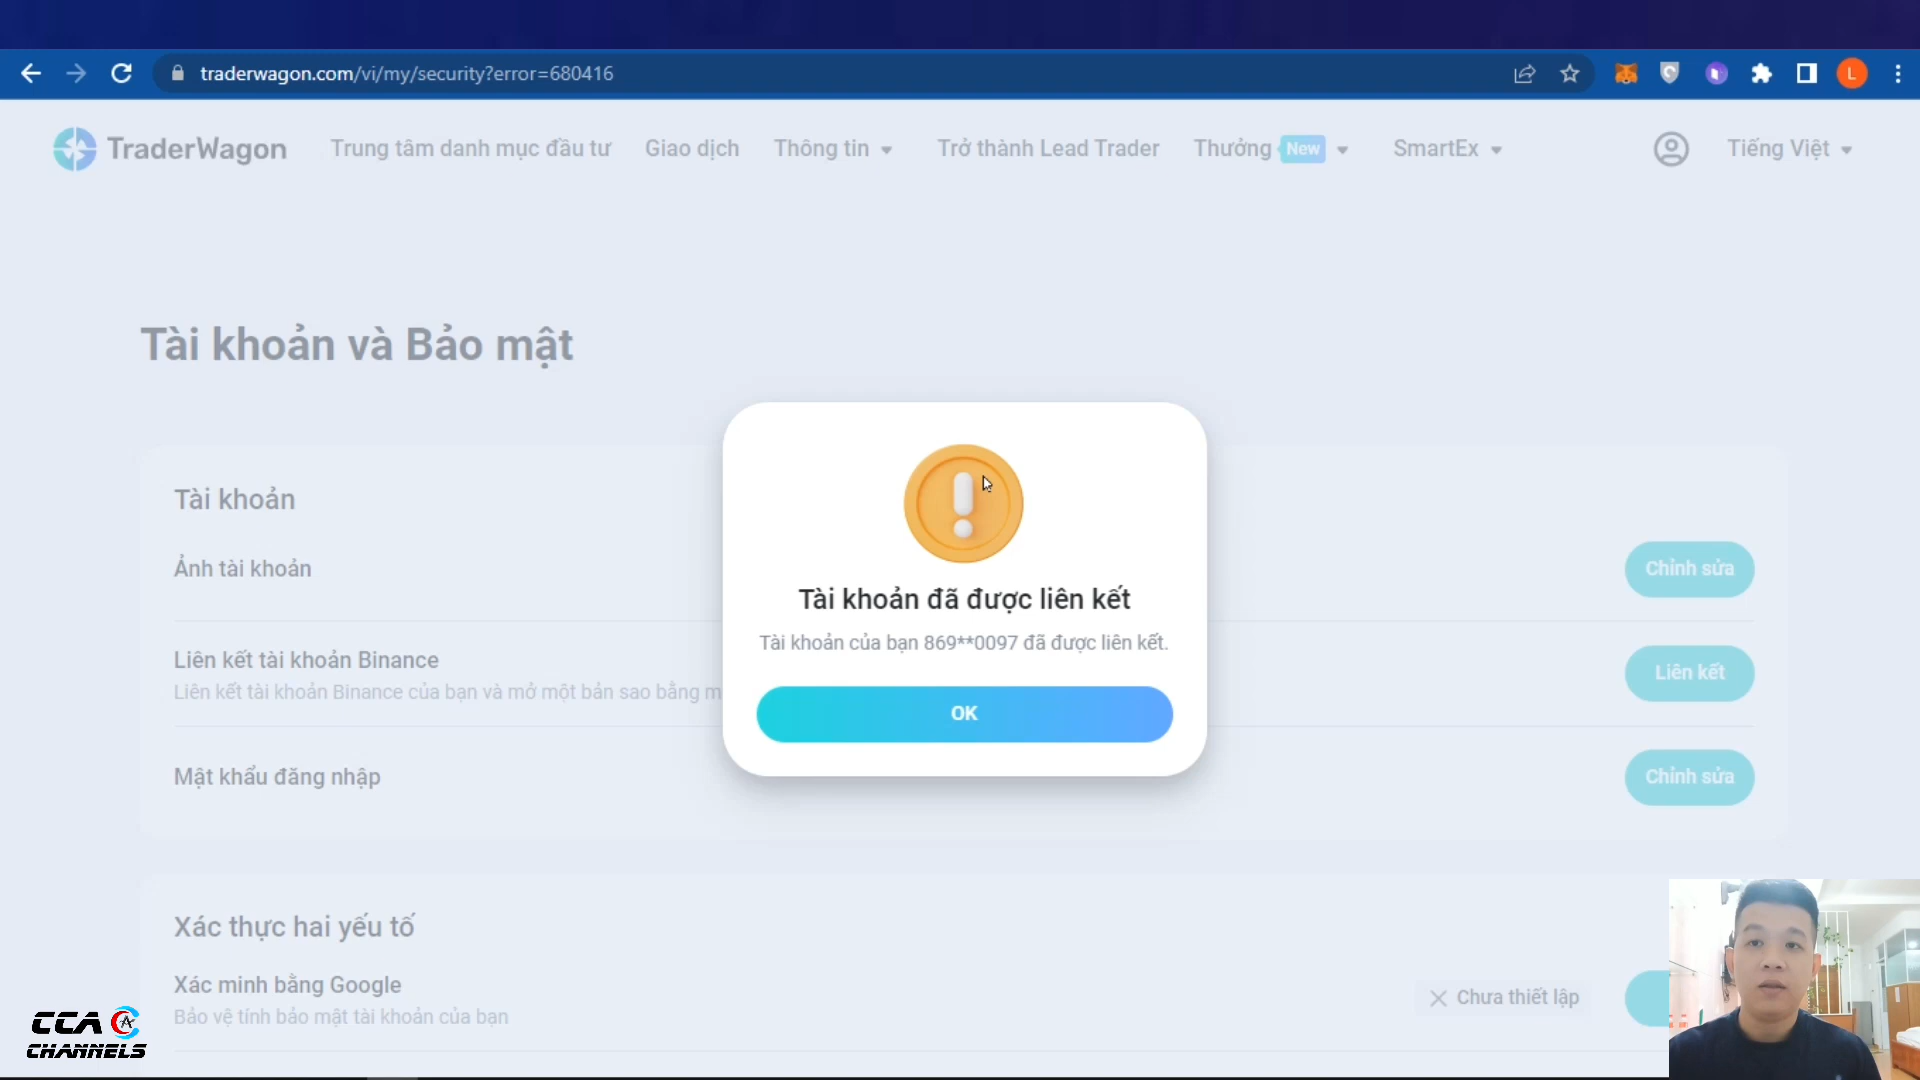 traderwagon.com/vi/my/security?error=680416
L
TraderWagon
Trung tâm danh mục đầu tư
Giao dịch
Thông tin
Trở thành Lead Trader
Thưởng New
SmartEx
Tiếng Việt
Tài khoản và Bảo mật
Tài khoản
Ảnh tài khoản
Chỉnh sửa
Liên kết tài khoản Binance
Liên kết tài khoản Binance của bạn và mở một bản sao bằng m
Liên kết
Mật khẩu đăng nhập
Chỉnh sửa
Tài khoản đã được liên kết
Tài khoản của bạn 869**0097 đã được liên kết.
OK
Xác thực hai yếu tố
Xác minh bằng Google
Bảo vệ tính bảo mật tài khoản của bạn
Chưa thiết lập
CCA
CHANNELS